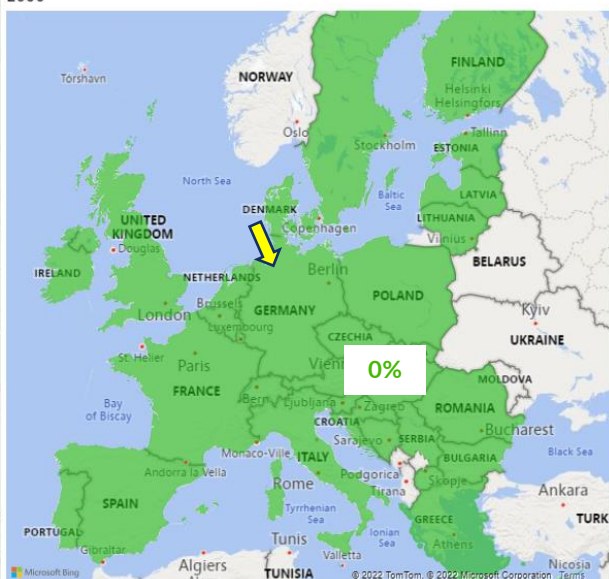 Tórshavn
NORWAY
FINLAND
Helsinki
Helsingfors
Oslo
Tallinn
Stockholm
ESTONIA
North Sea
Baltic
Sea
LATVIA
DENMARK
LITHUANIA
UNITED
KINGDOM
Copenhagen
Vilnius
Douglas
BELARUS
IRELAND
NETHERLANDS
Berlin
London
Brussels
GERMANY
POLAND
Kyiv
Luxembourg
CZECHIA
UKRAINE
St. Helier
Paris
0%
MOLDOVA
FRANCE
Bern
Ljubljana
Zagreb
ROMANIA
Bay
of Biscay
CROATIA
Bucharest
Sarajevo
SERBIA
Monaco-Ville
ITALY
BULGARIA
Black Sea
Andorra la Vella
Rome
Podgorica
Skopje
Tirana
Ankara
SPAIN
Tyrrhenian
Sea
GREECE
TURK
PORTUGAL
Ionian
Sea
Athens
Gibraltar
Tunis
Valletta
Nicosia
Algiers
TUNISIA
Microsoft Bing
© 2022 TomTom, © 2022 Microsoft Corporation Terms